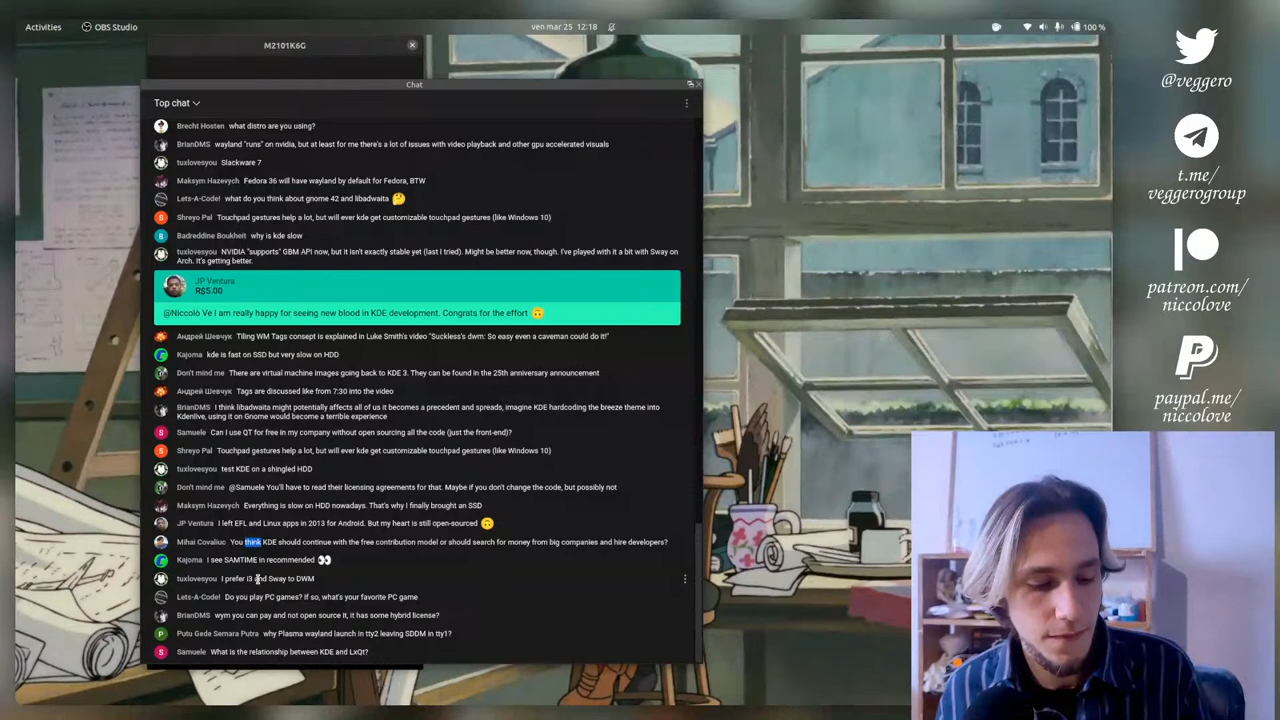 Activities
OBS Studio
ven mar 25 12:18
100 %
M2101K6G
Chat
Top chat
Brecht Hosten what distro are you using?
BrianDMS wayland "runs" on nvidia, but at least for me there's a lot of issues with video playback and other gpu accelerated visuals
tuxlovesyou Slackware 7
Maksym Hazevych Fedora 36 will have wayland by default for Fedora, BTW
Lets-A-Code! what do you think about gnome 42 and libadwaita 🤔
Shreyo Pal Touchpad gestures help a lot, but will ever kde get customizable touchpad gestures (like Windows 10)
Badreddine Boukheit why is kde slow
tuxlovesyou NVIDIA "supports" GBM API now, but it isn't exactly stable yet (last I tried). Might be better now, though. I've played with it a bit with Sway on
Arch. It's getting better.
JP Ventura
R$5.00
@Niccolò Ve I am really happy for seeing new blood in KDE development. Congrats for the effort 🙃
Андрей Шевчук Tiling WM Tags consept is explained in Luke Smith's video "Suckless's dwm: So easy even a caveman could do it!"
Kajoma kde is fast on SSD but very slow on HDD
Don't mind me There are virtual machine images going back to KDE 3. They can be found in the 25th anniversary announcement
Андрей Шевчук Tags are discussed like from 7:30 into the video
BrianDMS I think libadwaita might potentially affects all of us it becomes a precedent and spreads, imagine KDE hardcoding the breeze theme into
Kdenlive, using it on Gnome would become a terrible experience
Samuele Can I use QT for free in my company without open sourcing all the code (just the front-end)?
Shreyo Pal Touchpad gestures help a lot, but will ever kde get customizable touchpad gestures (like Windows 10)
tuxlovesyou test KDE on a shingled HDD
Don't mind me @Samuele You'll have to read their licensing agreements for that. Maybe if you don't change the code, but possibly not
Maksym Hazevych Everything is slow on HDD nowadays. That's why I finally brought an SSD
JP Ventura I left EFL and Linux apps in 2013 for Android. But my heart is still open-sourced 🙃
Mihai Covaliuc You think KDE should continue with the free contribution model or should search for money from big companies and hire developers?
Kajoma I see SAMTIME in recommended 👀
tuxlovesyou I prefer i3 and Sway to DWM
Lets-A-Code! Do you play PC games? If so, what's your favorite PC game
BrianDMS wym you can pay and not open source it, it has some hybrid license?
Putu Gede Semara Putra why Plasma wayland launch in tty2 leaving SDDM in tty1?
Samuele What is the relationship between KDE and LxQt?
@veggero
t.me/
veggerogroup
patreon.com/
niccolove
paypal.me/
niccolove